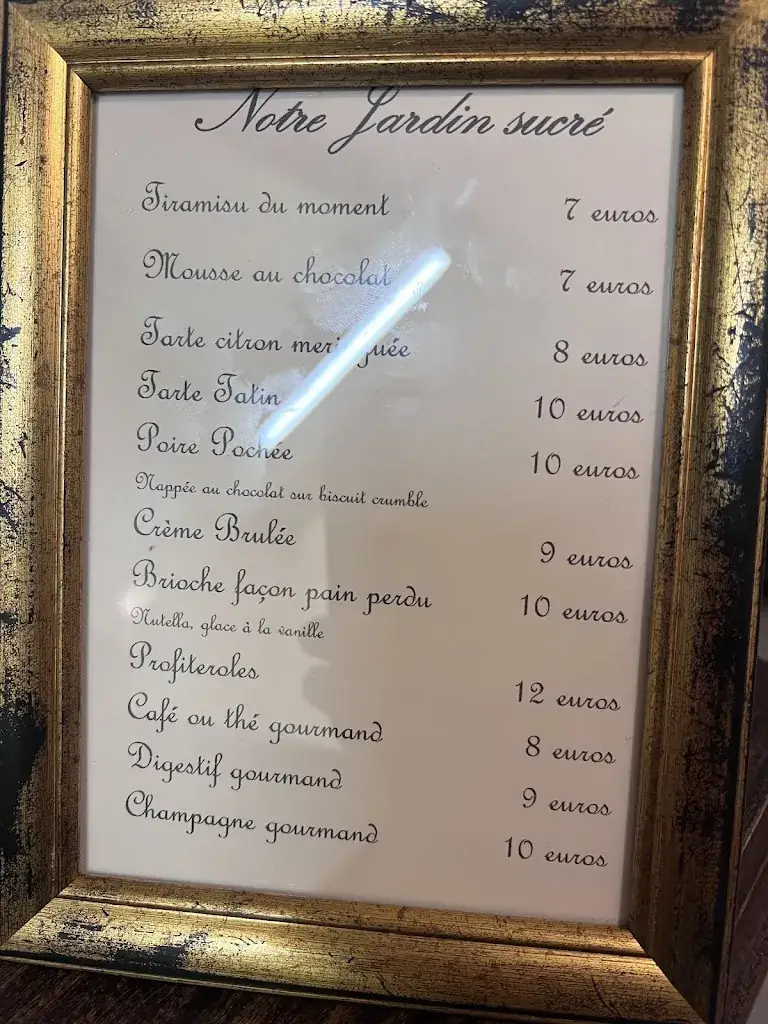 Notre Jardin sucré
Tiramisu du moment 7 euros
Mousse au chocolat 7 euros
Tarte citron meringuée 8 euros
Tarte Tatin 10 euros
Poire Pochée 10 euros
Nappée au chocolat sur biscuit crumble
Crème Brulée 9 euros
Brioche façon pain perdu 10 euros
Nutella, glace à la vanille
Profiteroles 12 euros
Café ou thé gourmand 8 euros
Digestif gourmand 9 euros
Champagne gourmand 10 euros